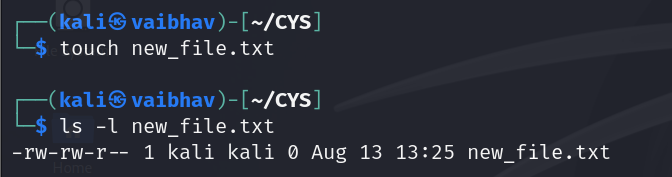 ┌──(kali㉿vaibhav)-[~/CYS]
└─$ touch new_file.txt
┌──(kali㉿vaibhav)-[~/CYS]
└─$ ls -l new_file.txt
-rw-rw-r-- 1 kali kali 0 Aug 13 13:25 new_file.txt
Home